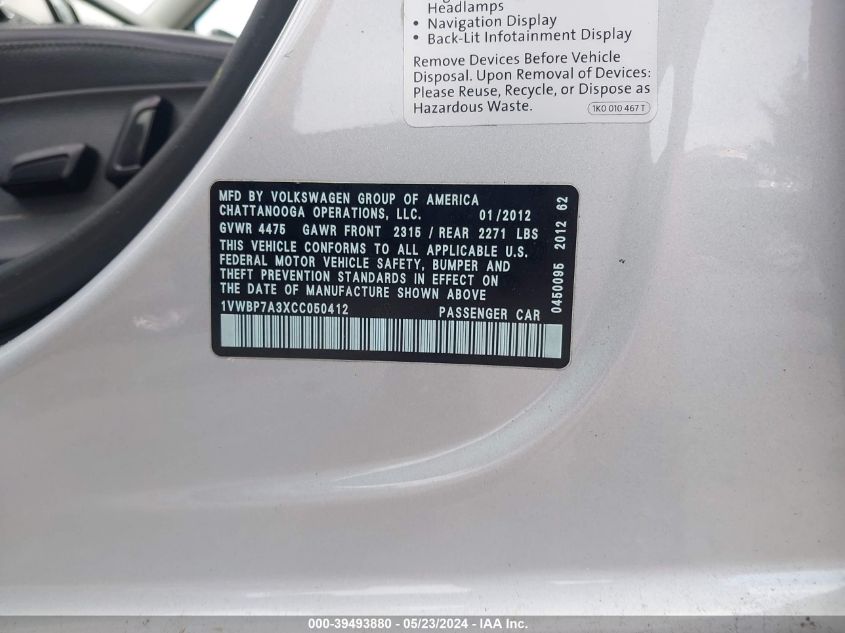 Headlamps
• Navigation Display
• Back-Lit Infotainment Display
Remove Devices Before Vehicle
Disposal. Upon Removal of Devices:
Please Reuse, Recycle, or Dispose as
Hazardous Waste.
1K0 010 467 T
MFD BY VOLKSWAGEN GROUP OF AMERICA
CHATTANOOGA OPERATIONS, LLC. 01/2012
GVWR 4475 GAWR FRONT 2315 / REAR 2271 LBS
THIS VEHICLE CONFORMS TO ALL APPLICABLE U.S.
FEDERAL MOTOR VEHICLE SAFETY, BUMPER AND
THEFT PREVENTION STANDARDS IN EFFECT ON
THE DATE OF MANUFACTURE SHOWN ABOVE
1VWBP7A3XCC050412 PASSENGER CAR
0450095 2012 62
000-39493880 - 05/23/2024 - IAA Inc.